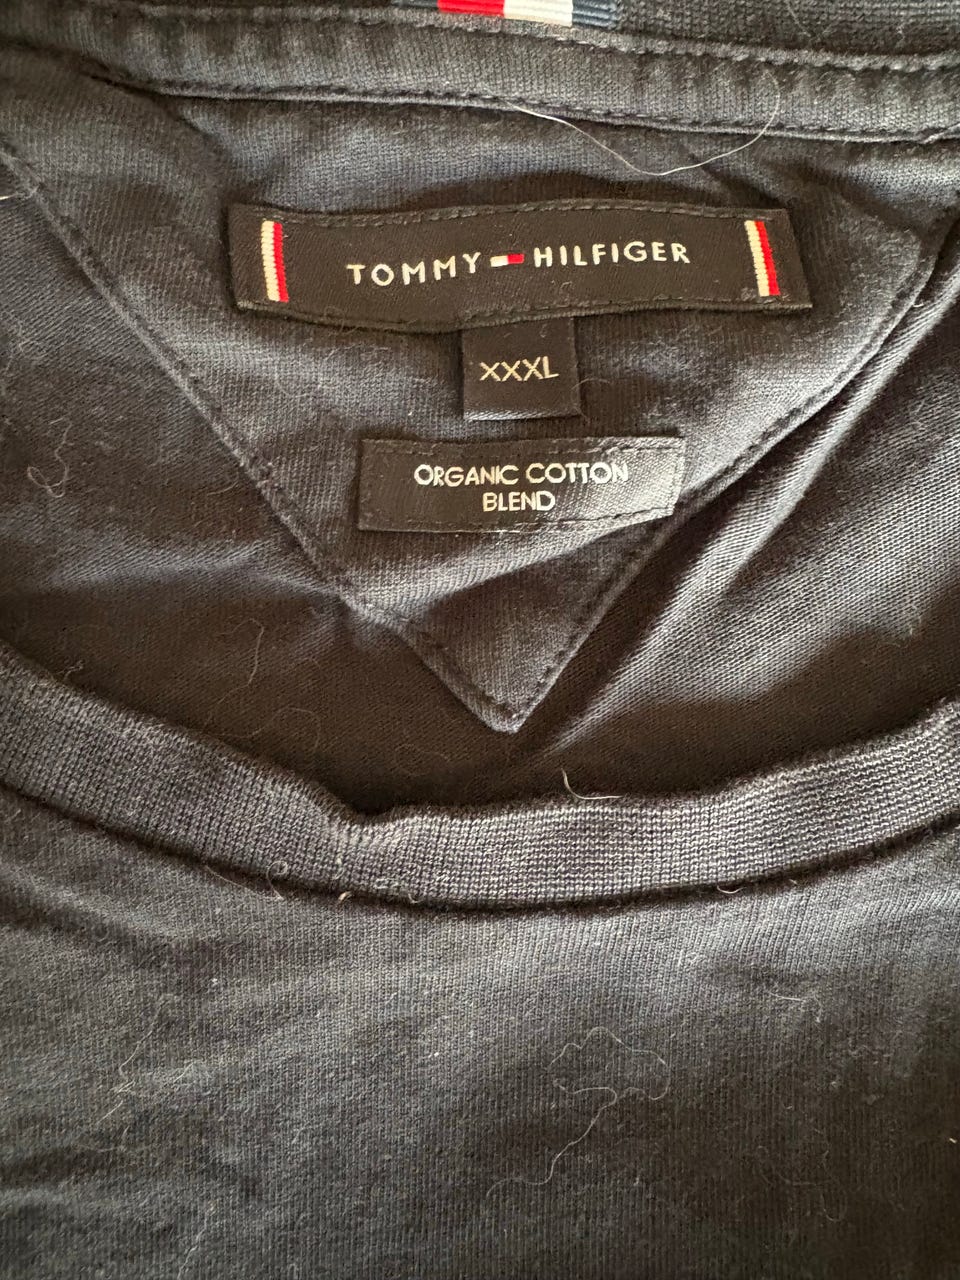 TOMMY HILFIGER
XXXL
ORGANIC COTTON
BLEND